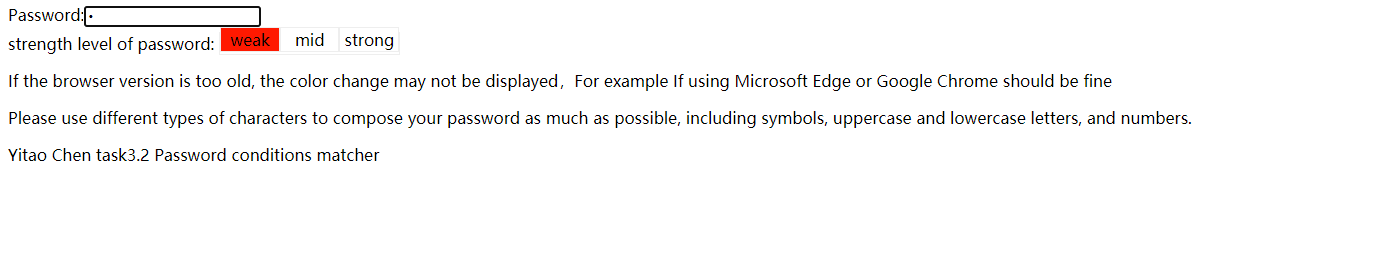 Password:•
strength level of password: weak mid strong
If the browser version is too old, the color change may not be displayed，For example If using Microsoft Edge or Google Chrome should be fine
Please use different types of characters to compose your password as much as possible, including symbols, uppercase and lowercase letters, and numbers.
Yitao Chen task3.2 Password conditions matcher